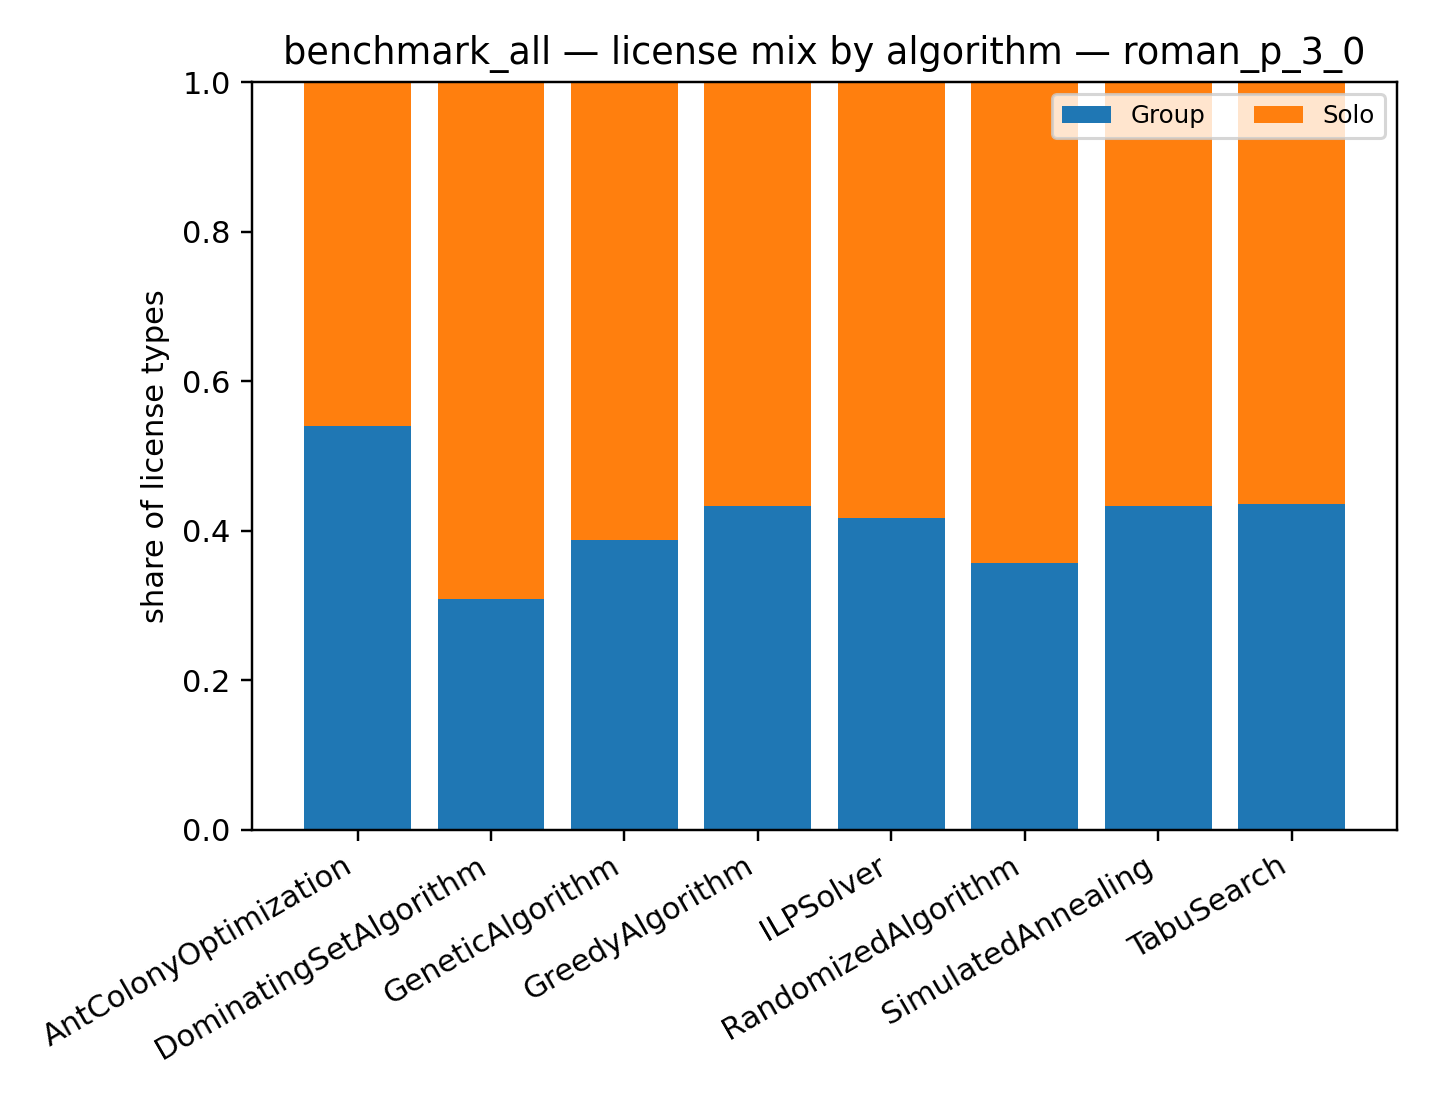 benchmark_all — license mix by algorithm — roman_p_3_0
Group
Solo
share of license types
1.0
0.8
0.6
0.4
0.2
0.0
AntColonyOptimization
DominatingSetAlgorithm
GeneticAlgorithm
GreedyAlgorithm
ILPSolver
RandomizedAlgorithm
SimulatedAnnealing
TabuSearch